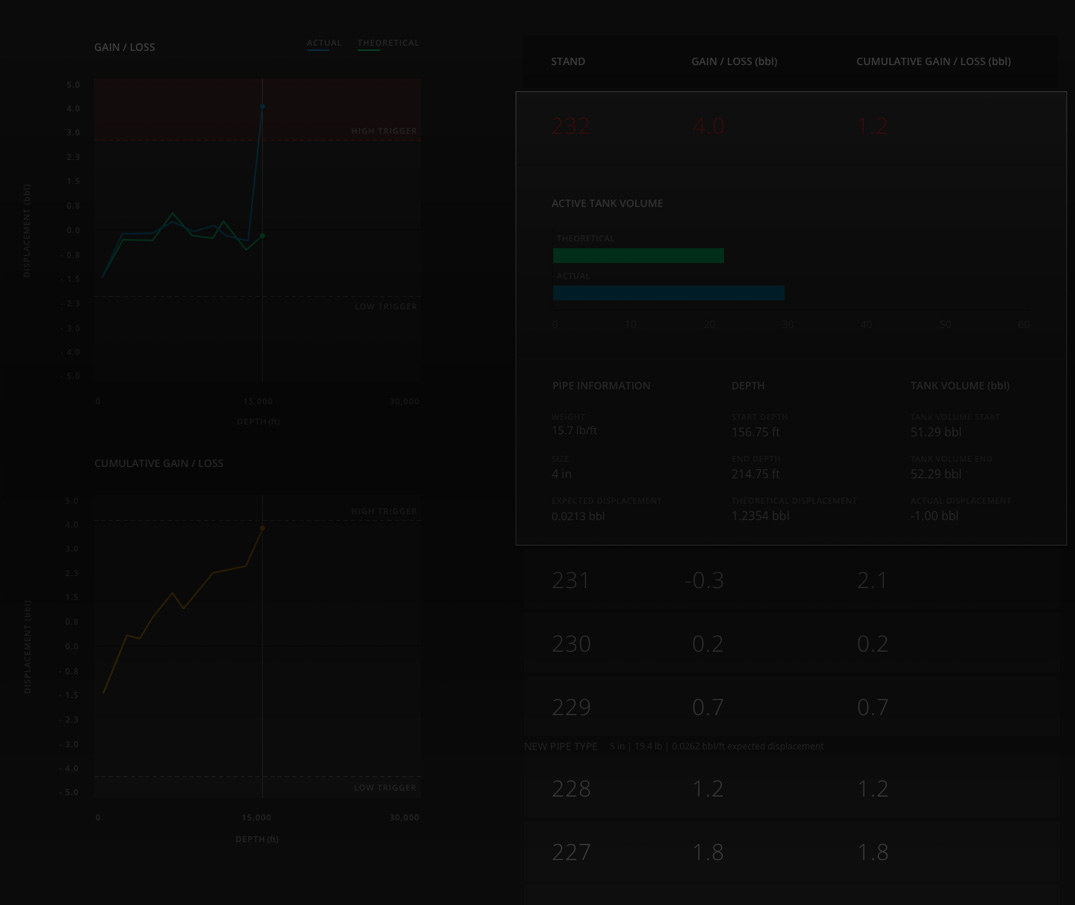 GAIN / LOSS
ACTUAL THEORETICAL
5.0
4.0
3.0
2.3
1.5
0.8
0.0
- 0.8
- 1.5
- 2.3
- 3.0
- 4.0
- 5.0
DISPLACEMENT (bbl)
HIGH TRIGGER
LOW TRIGGER
0 15,000 30,000
DEPTH (ft)
CUMULATIVE GAIN / LOSS
5.0
4.0
3.0
2.3
1.5
0.8
0.0
- 0.8
- 1.5
- 2.3
- 3.0
- 4.0
- 5.0
DISPLACEMENT (bbl)
HIGH TRIGGER
LOW TRIGGER
0 15,000 30,000
DEPTH (ft)
STAND GAIN / LOSS (bbl) CUMULATIVE GAIN / LOSS (bbl)
232 4.0 1.2
ACTIVE TANK VOLUME
THEORETICAL
ACTUAL
0 10 20 30 40 50 60
PIPE INFORMATION DEPTH TANK VOLUME (bbl)
WEIGHT START DEPTH TANK VOLUME START
15.7 lb/ft 156.75 ft 51.29 bbl
SIZE END DEPTH TANK VOLUME END
4 in 214.75 ft 52.29 bbl
EXPECTED DISPLACEMENT THEORETICAL DISPLACEMENT ACTUAL DISPLACEMENT
0.0213 bbl 1.2354 bbl -1.00 bbl
231 -0.3 2.1
230 0.2 0.2
229 0.7 0.7
NEW PIPE TYPE 5 in | 19.4 lb | 0.0262 bbl/ft expected displacement
228 1.2 1.2
227 1.8 1.8